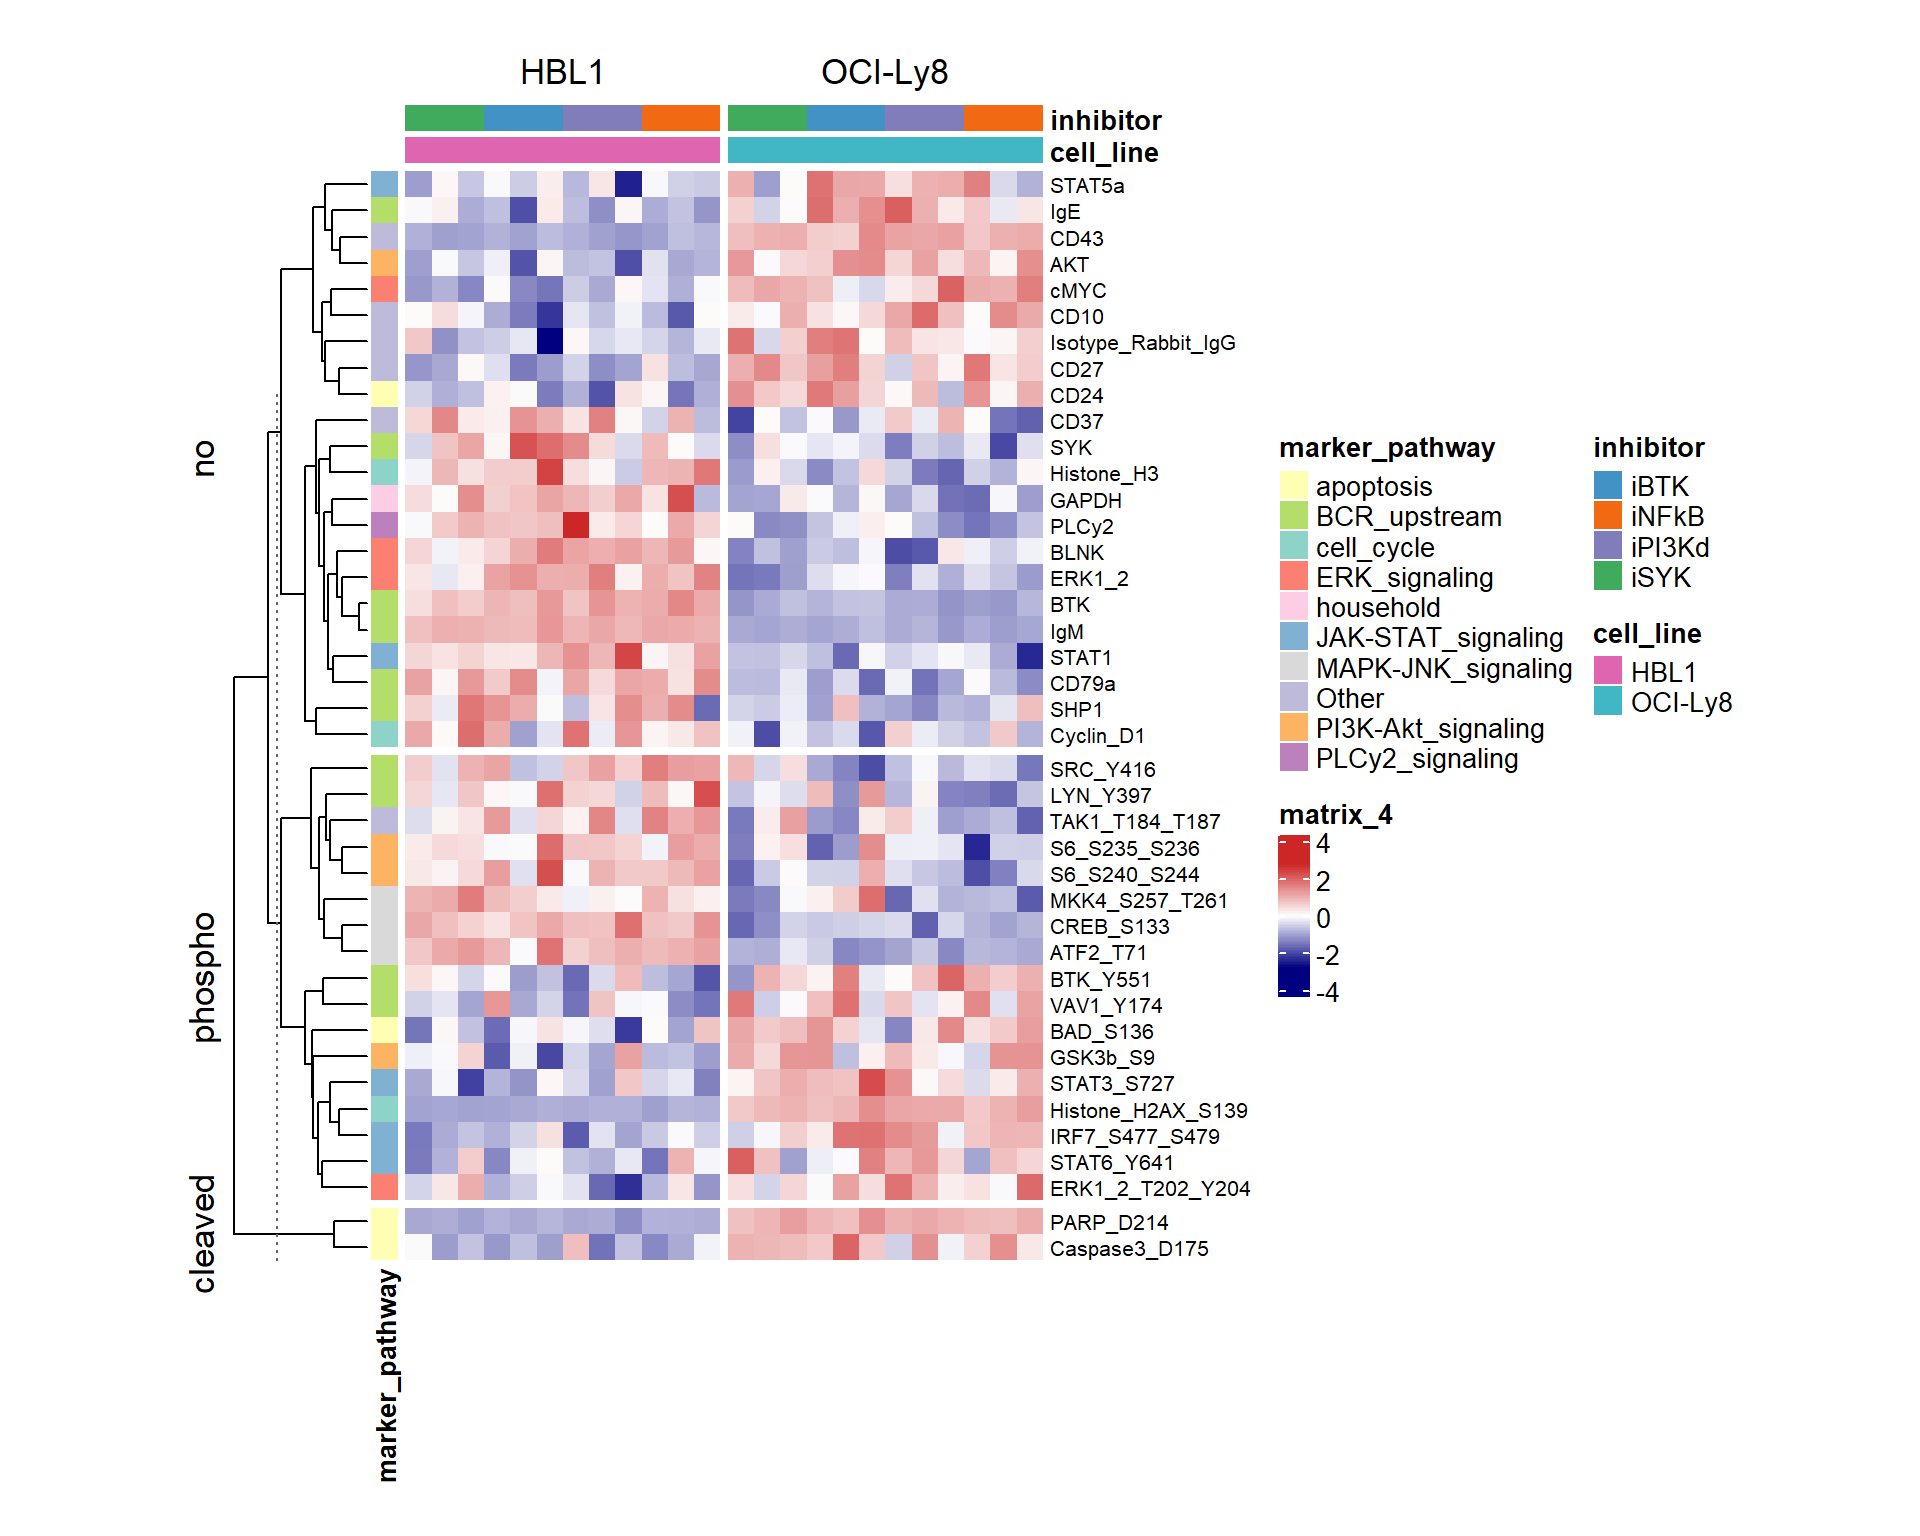 HBL1
OCI-Ly8
inhibitor
cell_line
STAT5a
IgE
CD43
AKT
cMYC
CD10
Isotype_Rabbit_IgG
CD27
CD24
CD37
SYK
Histone_H3
GAPDH
PLCy2
BLNK
ERK1_2
BTK
IgM
STAT1
CD79a
SHP1
Cyclin_D1
SRC_Y416
LYN_Y397
TAK1_T184_T187
S6_S235_S236
S6_S240_S244
MKK4_S257_T261
CREB_S133
ATF2_T71
BTK_Y551
VAV1_Y174
BAD_S136
GSK3b_S9
STAT3_S727
Histone_H2AX_S139
IRF7_S477_S479
STAT6_Y641
ERK1_2_T202_Y204
PARP_D214
Caspase3_D175
no
phospho
cleaved
marker_pathway
marker_pathway
apoptosis
BCR_upstream
cell_cycle
ERK_signaling
household
JAK-STAT_signaling
MAPK-JNK_signaling
Other
PI3K-Akt_signaling
PLCy2_signaling
inhibitor
iBTK
iNFkB
iPI3Kd
iSYK
cell_line
HBL1
OCI-Ly8
matrix_4
4
2
0
-2
-4